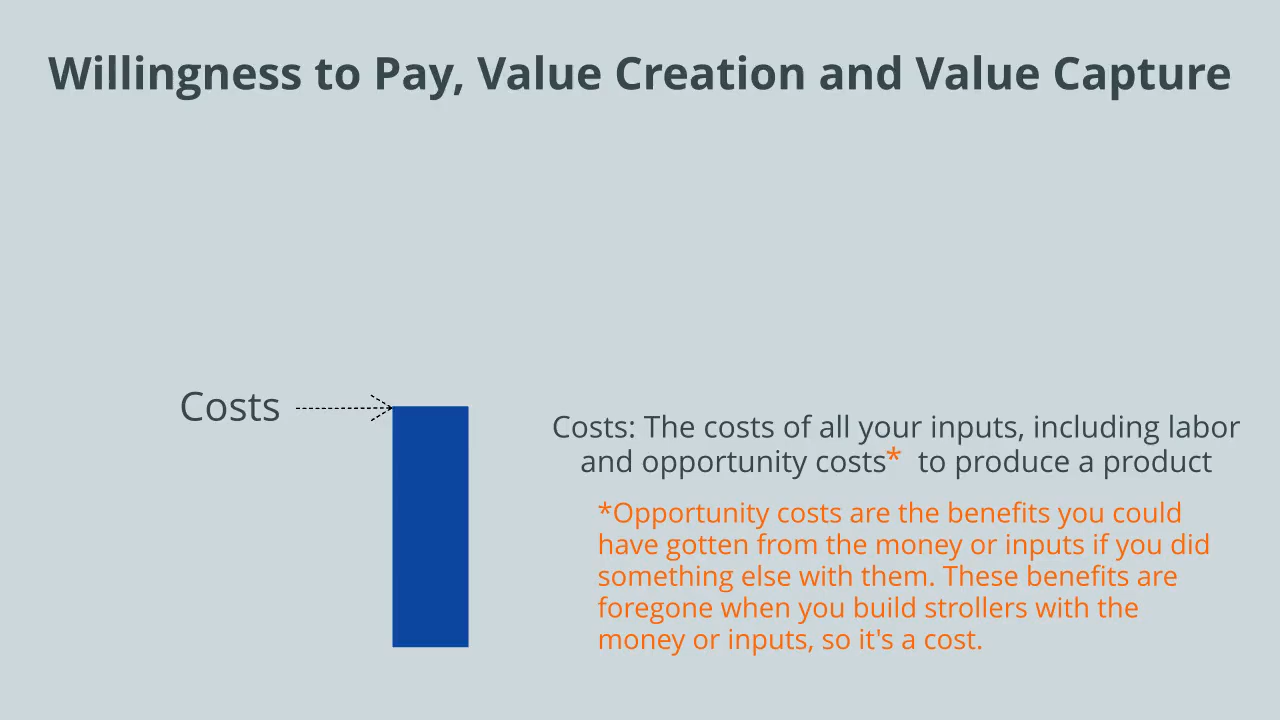 Willingness to Pay, Value Creation and Value Capture
Costs
Costs: The costs of all your inputs, including labor
and opportunity costs* to produce a product
*Opportunity costs are the benefits you could
have gotten from the money or inputs if you did
something else with them. These benefits are
foregone when you build strollers with the
money or inputs, so it's a cost.